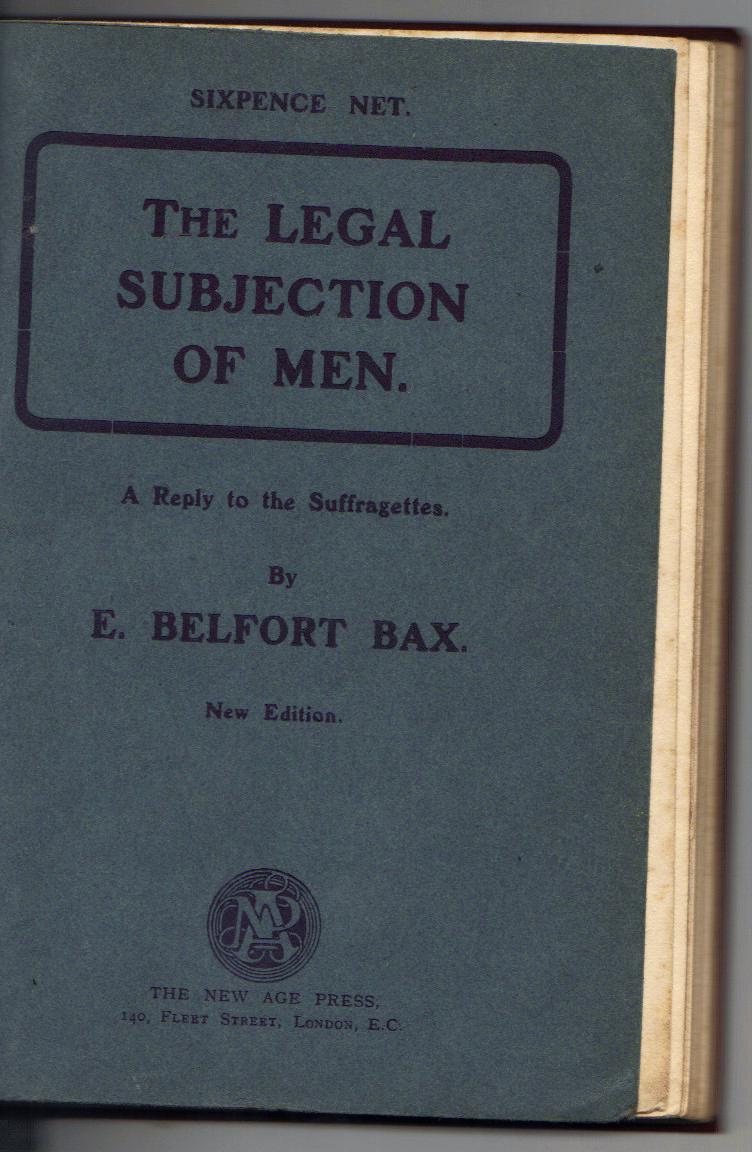 SIXPENCE NET.
THE LEGAL
SUBJECTION
OF MEN.
A Reply to the Suffragettes.
By
E. BELFORT BAX.
New Edition.
THE NEW AGE PRESS,
140, FLEET STREET, LONDON, E.C.